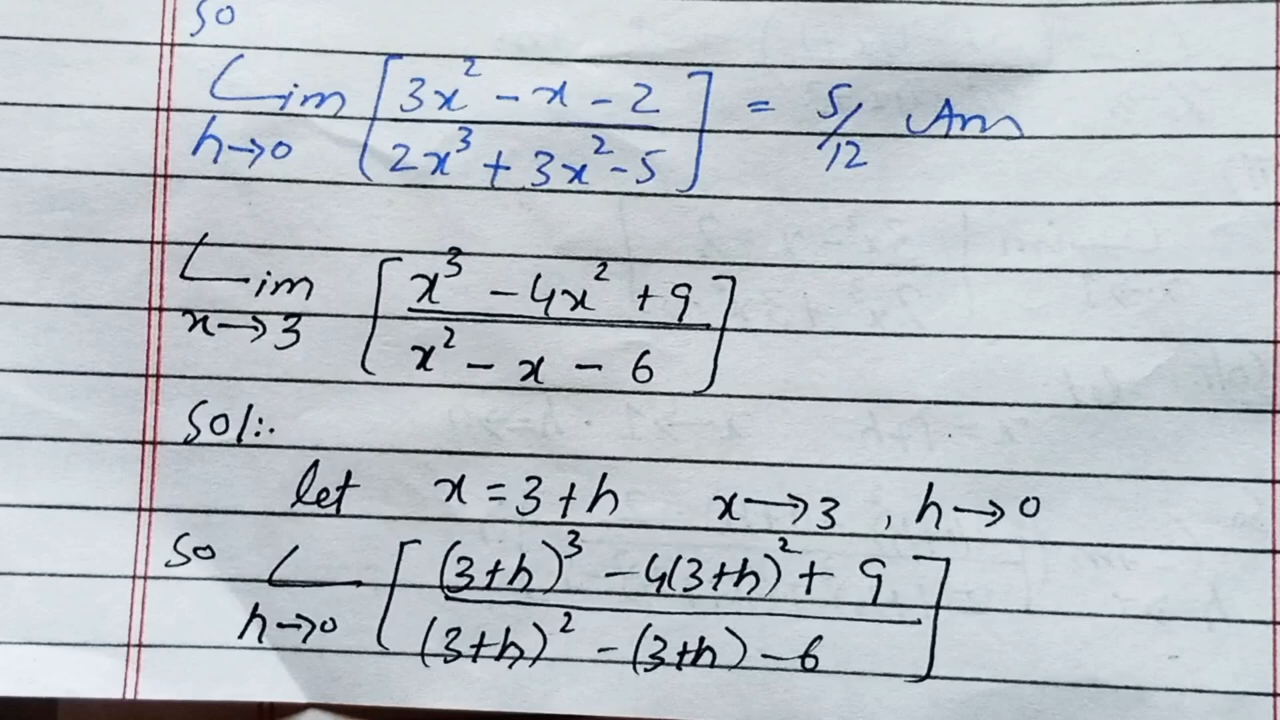 so
Lim [3x² - x - 2 / 2x³ + 3x² - 5] = 5/12 Ans
h→0
Lim [x³ - 4x² + 9 / x² - x - 6]
x→3
Sol:.
let x = 3 + h x→3 , h→0
So L [(3+h)³ - 4(3+h)² + 9 / (3+h)² - (3+h) - 6]
h→0